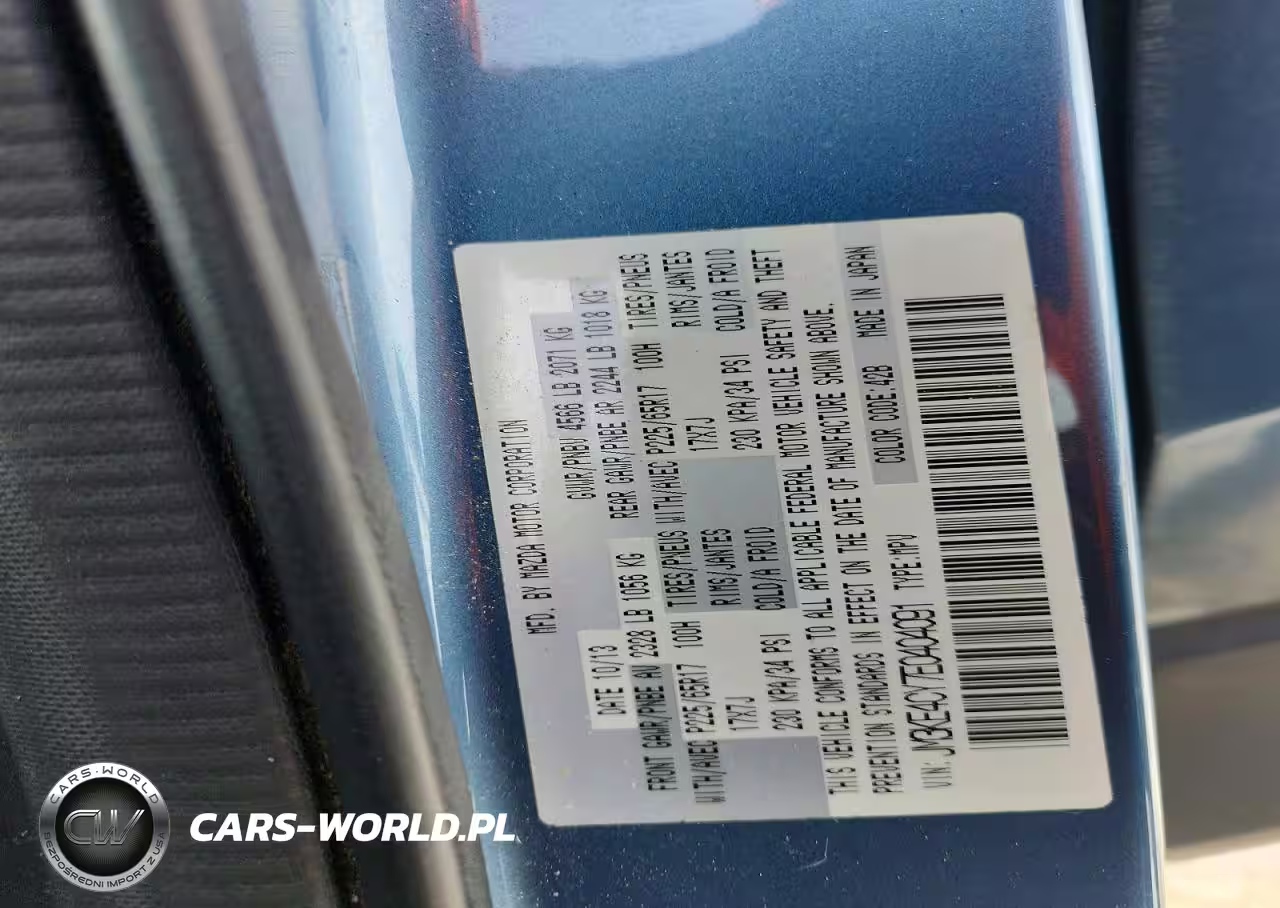 MFD. BY MAZDA MOTOR CORPORATION
DATE 10/13 GVWR/PNBV 4566 LB 2071 KG
FRONT GAWR/PNBE AV 2328 LB 1056 KG REAR GAWR/PNBE AR 2244 LB 1018 KG
WITH/AVEC P225/65R17 100H TIRES/PNEUS WITH/AVEC P225/65R17 100H TIRES/PNEUS
17X7J RIMS/JANTES 17X7J RIMS/JANTES
230 KPA/34 PSI COLD/A FROID 230 KPA/34 PSI COLD/A FROID
THIS VEHICLE CONFORMS TO ALL APPLICABLE FEDERAL MOTOR VEHICLE SAFETY AND THEFT
PREVENTION STANDARDS IN EFFECT ON THE DATE OF MANUFACTURE SHOWN ABOVE.
VIN: JM3KE4CY7E0404091 TYPE:MPV COLOR CODE:42B MADE IN JAPAN
CARS-WORLD
CW
BEZPOŚREDNI IMPORT Z USA
CARS-WORLD.PL